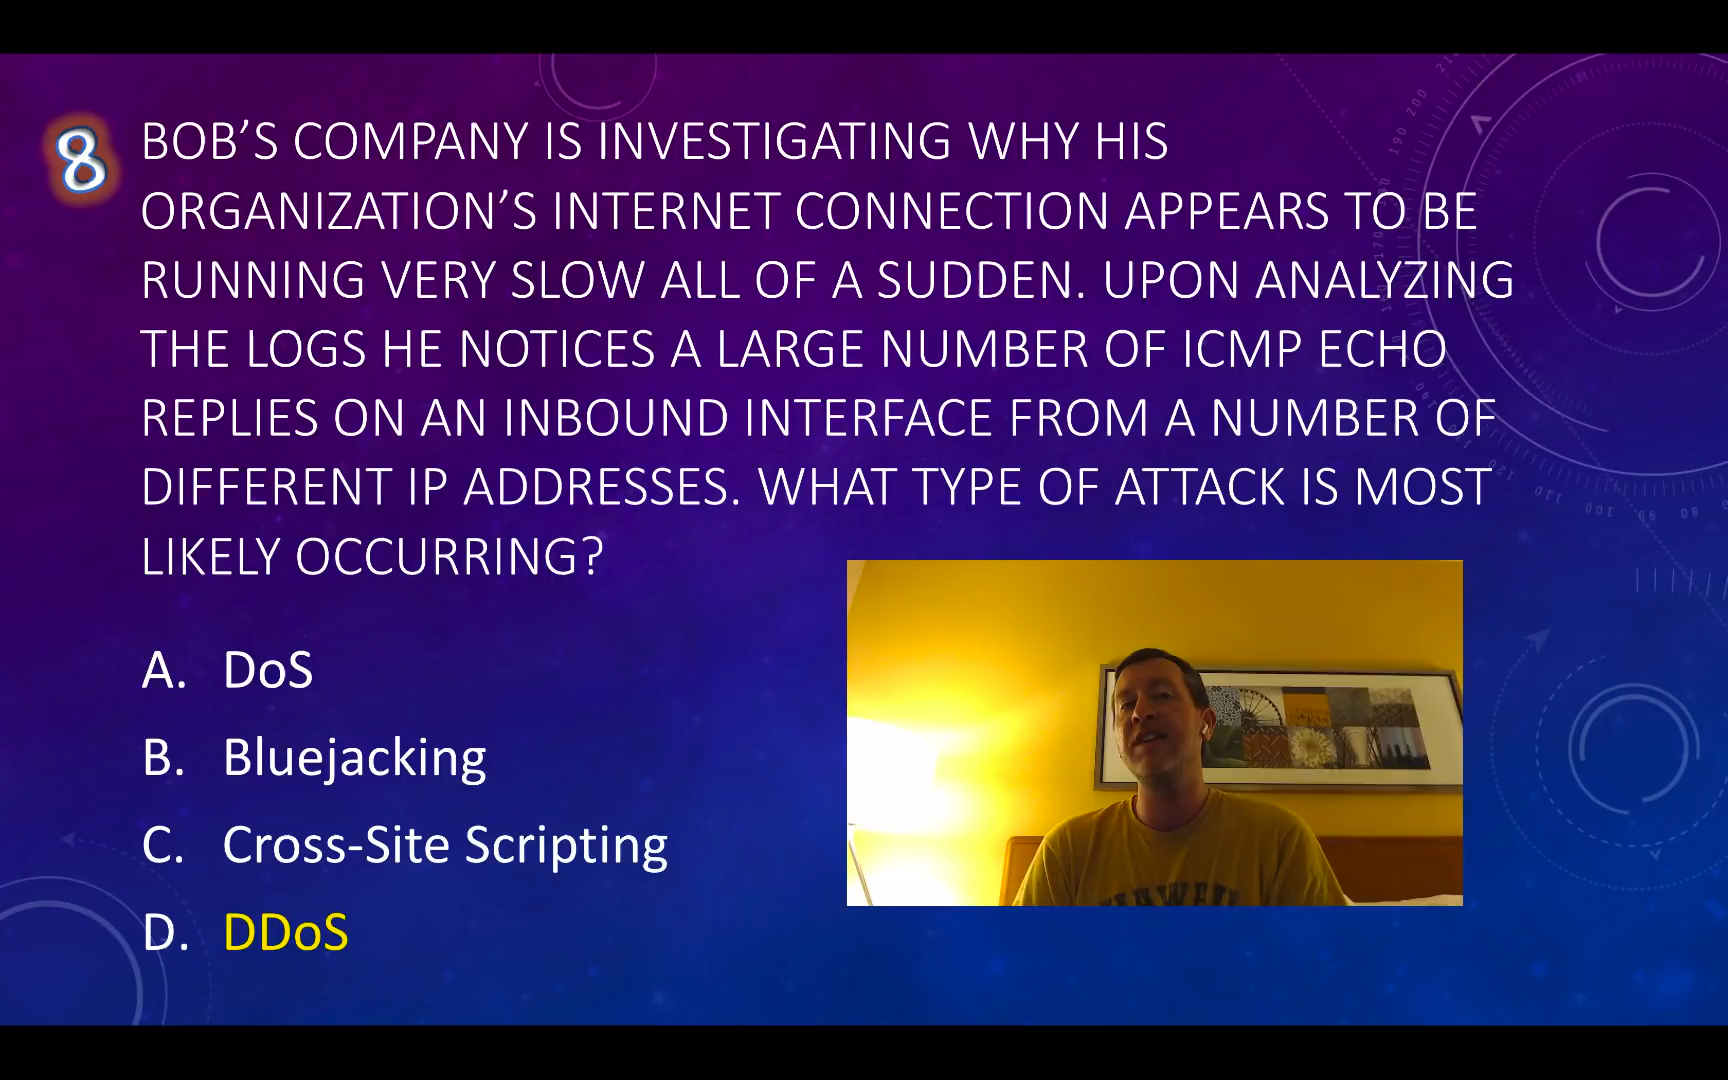 8
BOB’S COMPANY IS INVESTIGATING WHY HIS
ORGANIZATION’S INTERNET CONNECTION APPEARS TO BE
RUNNING VERY SLOW ALL OF A SUDDEN. UPON ANALYZING
THE LOGS HE NOTICES A LARGE NUMBER OF ICMP ECHO
REPLIES ON AN INBOUND INTERFACE FROM A NUMBER OF
DIFFERENT IP ADDRESSES. WHAT TYPE OF ATTACK IS MOST
LIKELY OCCURRING?
A. DoS
B. Bluejacking
C. Cross-Site Scripting
D. DDoS